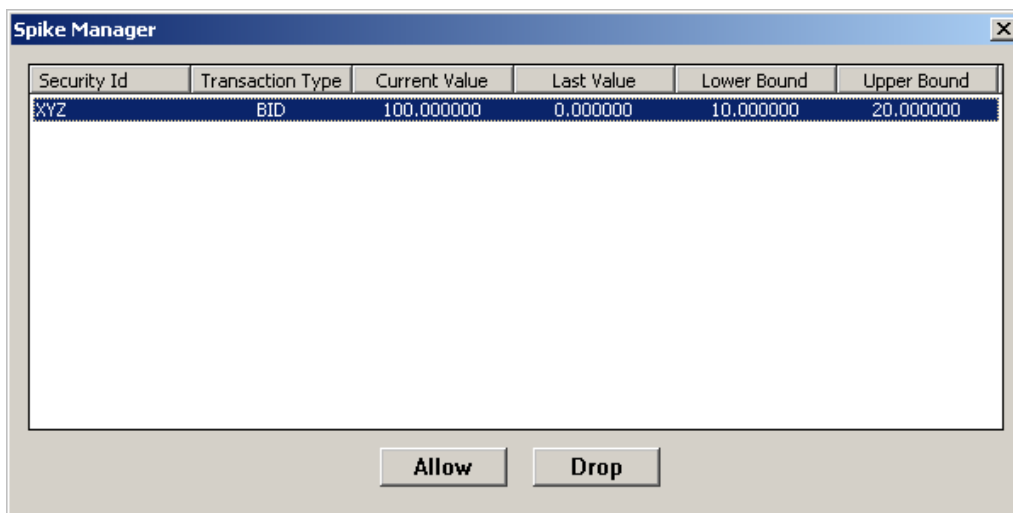 Spike Manager
Security Id Transaction Type Current Value Last Value Lower Bound Upper Bound
XYZ BID 100.000000 0.000000 10.000000 20.000000
Allow Drop